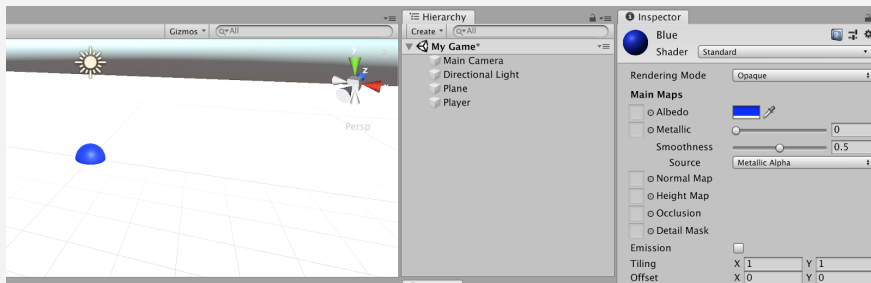 Gizmos
All
y
z
x
Persp
Hierarchy
Create
All
My Game*
Main Camera
Directional Light
Plane
Player
Inspector
Blue
Shader Standard
Rendering Mode Opaque
Main Maps
Albedo
Metallic 0
Smoothness 0.5
Source Metallic Alpha
Normal Map
Height Map
Occlusion
Detail Mask
Emission
Tiling X 1 Y 1
Offset X 0 Y 0